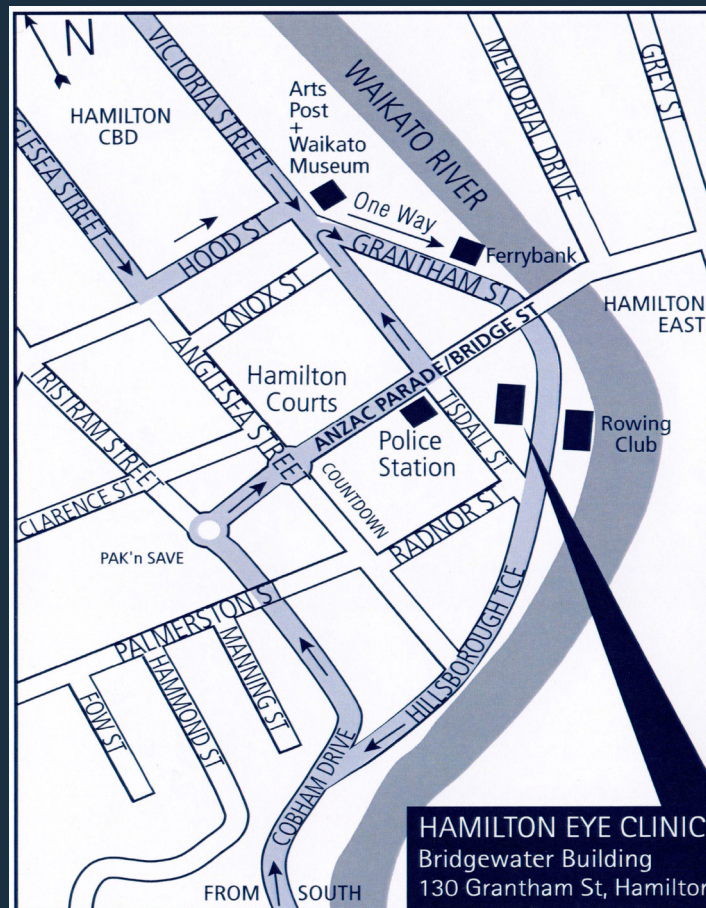 N
HAMILTON
CBD
VICTORIA STREET
Arts
Post
+
Waikato
Museum
WAIKATO RIVER
MEMORIAL DRIVE
GREY ST
GLESEA STREET
HOOD ST
One Way
GRANTHAM ST
Ferrybank
KNOX ST
HAMILTON
EAST
ANGLESEA STREET
Hamilton
Courts
ANZAC PARADE/BRIDGE ST
TRISTRAM STREET
Police
Station
TISDALL ST
Rowing
Club
CLARENCE ST
COUNTDOWN
RADNOR ST
PAK'n SAVE
PALMERSTON S
HILLSBOROUGH TCE
MANNING ST
HAMMOND ST
FOW ST
COBHAM DRIVE
FROM SOUTH
HAMILTON EYE CLINIC
Bridgewater Building
130 Grantham St, Hamilton